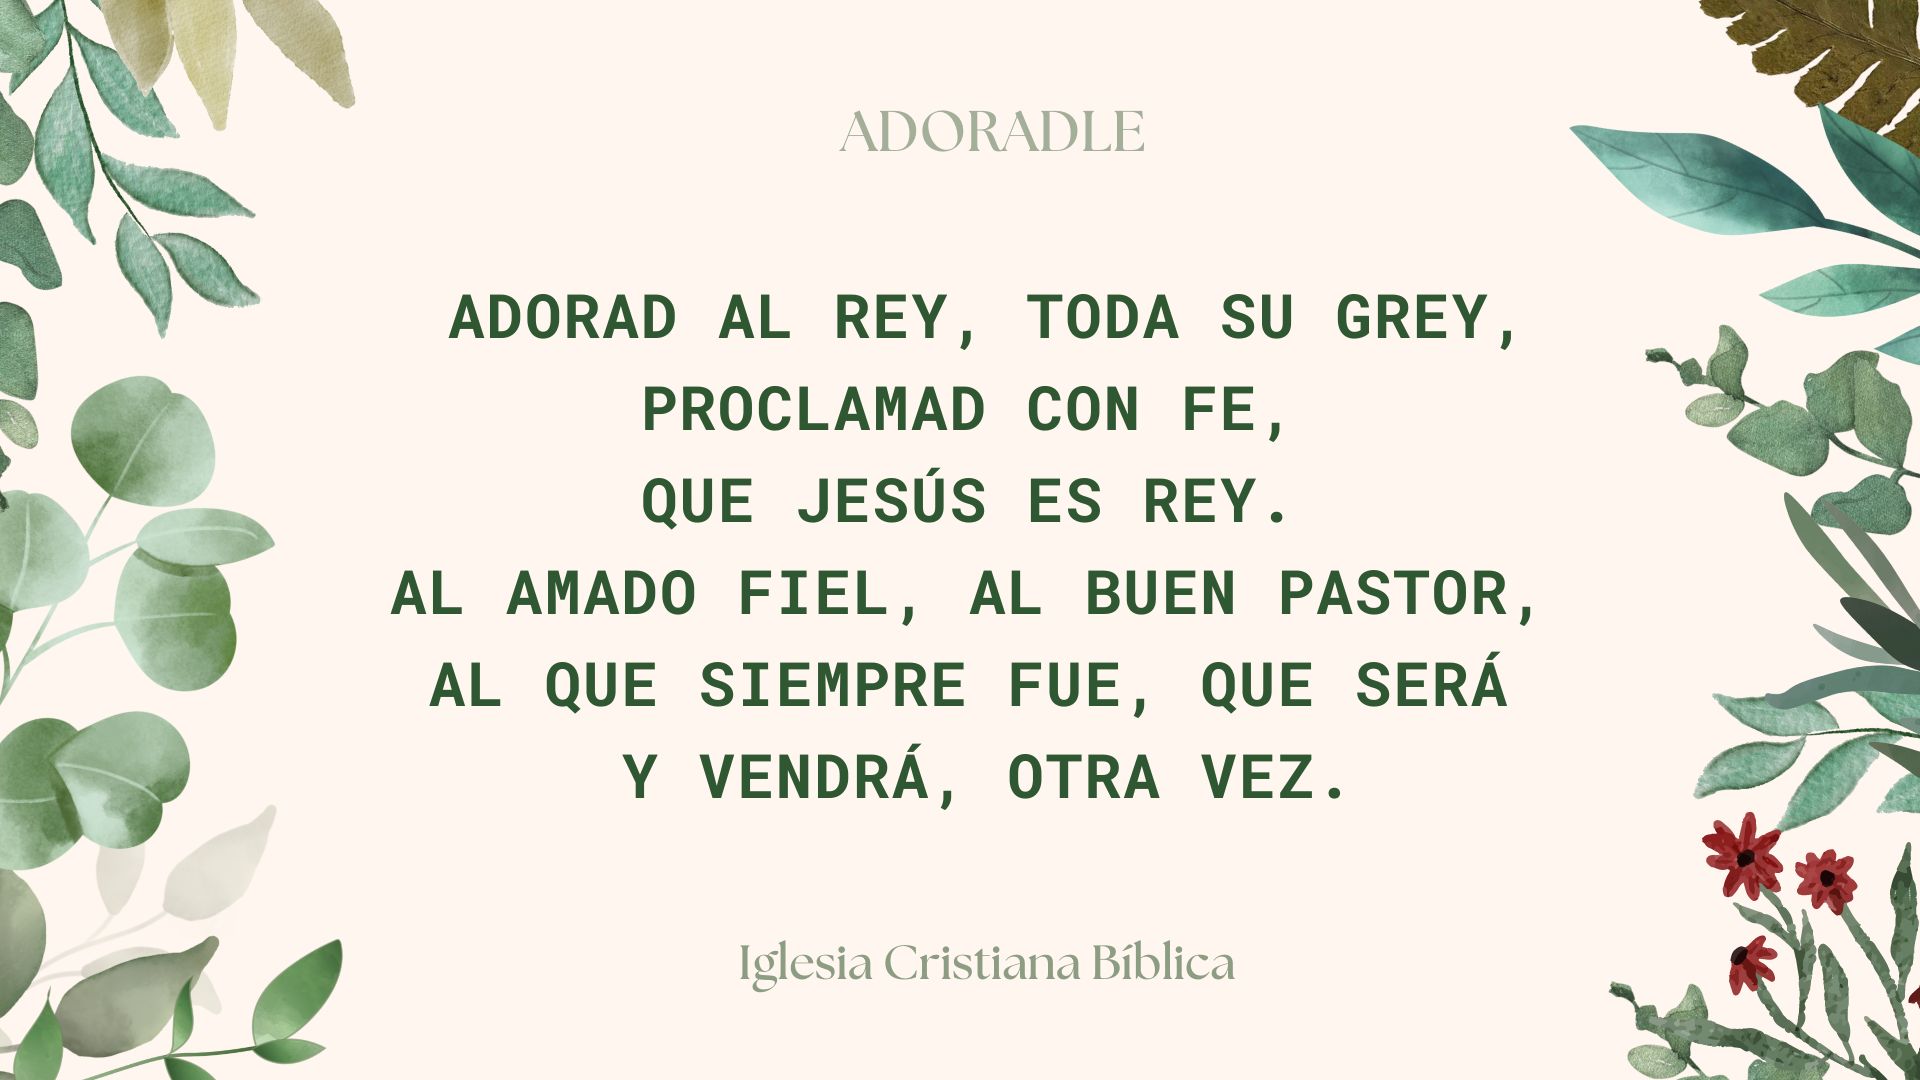 ADORADLE
ADORAD AL REY, TODA SU GREY,
PROCLAMAD CON FE,
QUE JESÚS ES REY.
AL AMADO FIEL, AL BUEN PASTOR,
AL QUE SIEMPRE FUE, QUE SERÁ
Y VENDRÁ, OTRA VEZ.
Iglesia Cristiana Bíblica